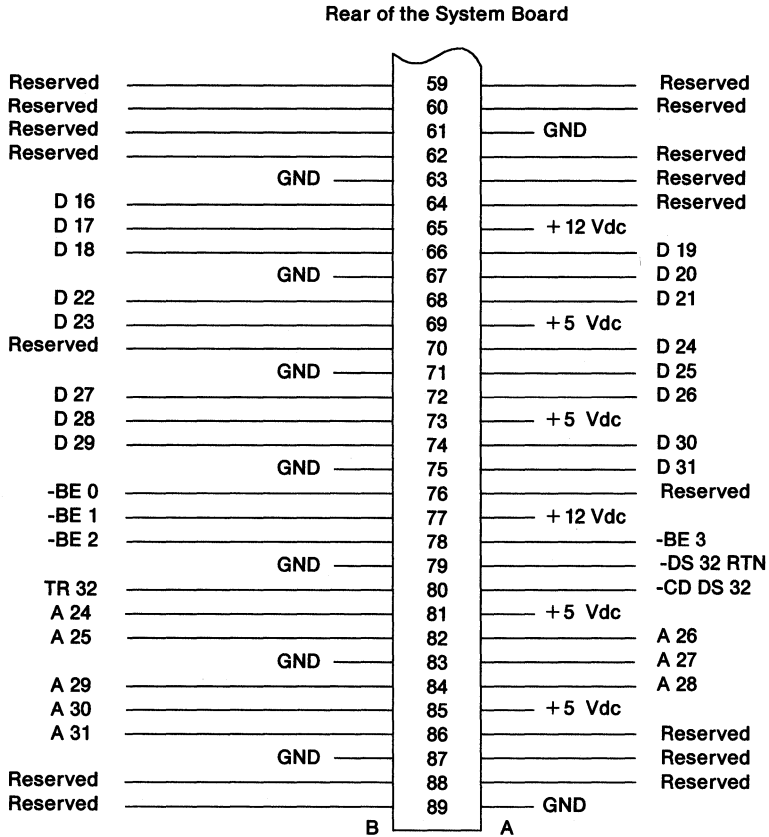 Rear of the System Board
Reserved 59 Reserved
Reserved 60 Reserved
Reserved 61 GND
Reserved 62 Reserved
GND 63 Reserved
D 16 64 Reserved
D 17 65 +12 Vdc
D 18 66 D 19
GND 67 D 20
D 22 68 D 21
D 23 69 +5 Vdc
Reserved 70 D 24
GND 71 D 25
D 27 72 D 26
D 28 73 +5 Vdc
D 29 74 D 30
GND 75 D 31
-BE 0 76 Reserved
-BE 1 77 +12 Vdc
-BE 2 78 -BE 3
GND 79 -DS 32 RTN
TR 32 80 -CD DS 32
A 24 81 +5 Vdc
A 25 82 A 26
GND 83 A 27
A 29 84 A 28
A 30 85 +5 Vdc
A 31 86 Reserved
GND 87 Reserved
Reserved 88 Reserved
Reserved 89 GND
B A